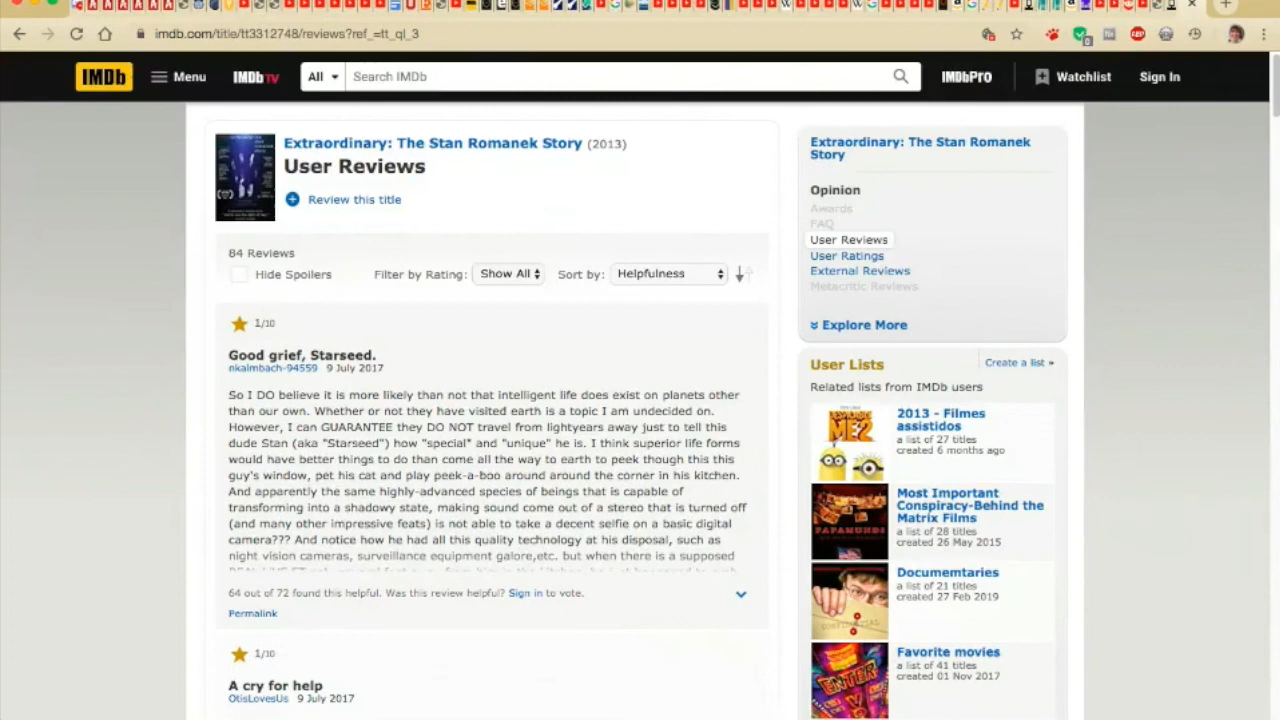 imdb.com/title/tt3312748/reviews?ref_=tt_ql_3
IMDb
Menu
IMDbTV
All
Search IMDb
IMDbPro
Watchlist
Sign In
Extraordinary: The Stan Romanek Story (2013)
User Reviews
Review this title
84 Reviews
Hide Spoilers
Filter by Rating: Show All
Sort by: Helpfulness
1/10
Good grief, Starseed.
nkalmbach-94559 9 July 2017
So I DO believe it is more likely than not that intelligent life does exist on planets other
than our own. Whether or not they have visited earth is a topic I am undecided on.
However, I can GUARANTEE they DO NOT travel from lightyears away just to tell this
dude Stan (aka "Starseed") how "special* and "unique" he is. I think superior life forms
would have better things to do than come all the way to earth to peek though this this
guy's window, pet his cat and play peek-a-boo around around the corner in his kitchen.
And apparently the same highly-advanced species of beings that is capable of
transforming into a shadowy state, making sound come out of a stereo that is turned off
(and many other impressive feats) is not able to take a decent selfie on a basic digital
camera??? And notice how he had all this quality technology at his disposal, such as
night vision cameras, surveillance equipment galore,etc. but when there is a supposed
64 out of 72 found this helpful. Was this review helpful? Sign in to vote.
Permalink
1/10
A cry for help
OtisLovesUs 9 July 2017
Extraordinary: The Stan Romanek
Story
Opinion
Awards
FAQ
User Reviews
User Ratings
External Reviews
Metacritic Reviews
Explore More
User Lists
Create a list »
Related lists from IMDb users
2013 - Filmes
assistidos
a list of 27 titles
created 6 months ago
Most Important
Conspiracy-Behind the
Matrix Films
a list of 28 titles
created 26 May 2015
Documemtaries
a list of 21 titles
created 27 Feb 2019
Favorite movies
a list of 41 titles
created 01 Nov 2017
ME2
ENTER